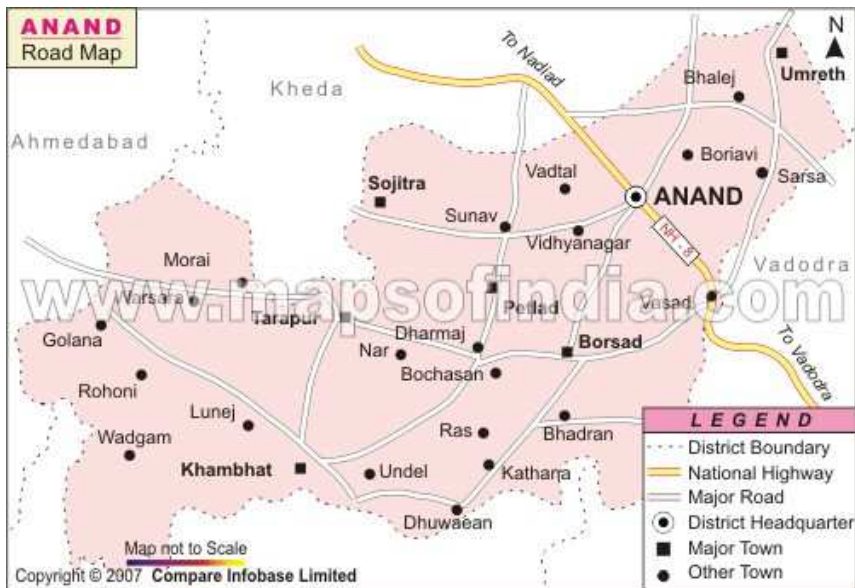 ANAND
Road Map
To Nadiad
N
Umreth
Bhalej
Kheda
Ahmedabad
Boriavi
Vadtal
Sarsa
Sojitra
ANAND
Sunav
Vidhyanagar
NH - 8
Morai
Vadodra
www.mapsofindia.com
Warsara
Petlad
Vasad
Tarapur
Golana
Dharmaj
Borsad
Nar
To Vadodra
Bochasan
Rohoni
Lunej
Ras
Bhadran
Wadgam
Khambhat
Undel
Kathana
Dhuwaean
LEGEND
District Boundary
National Highway
Major Road
District Headquarter
Major Town
Other Town
Map not to Scale
Copyright © 2007 Compare Infobase Limited